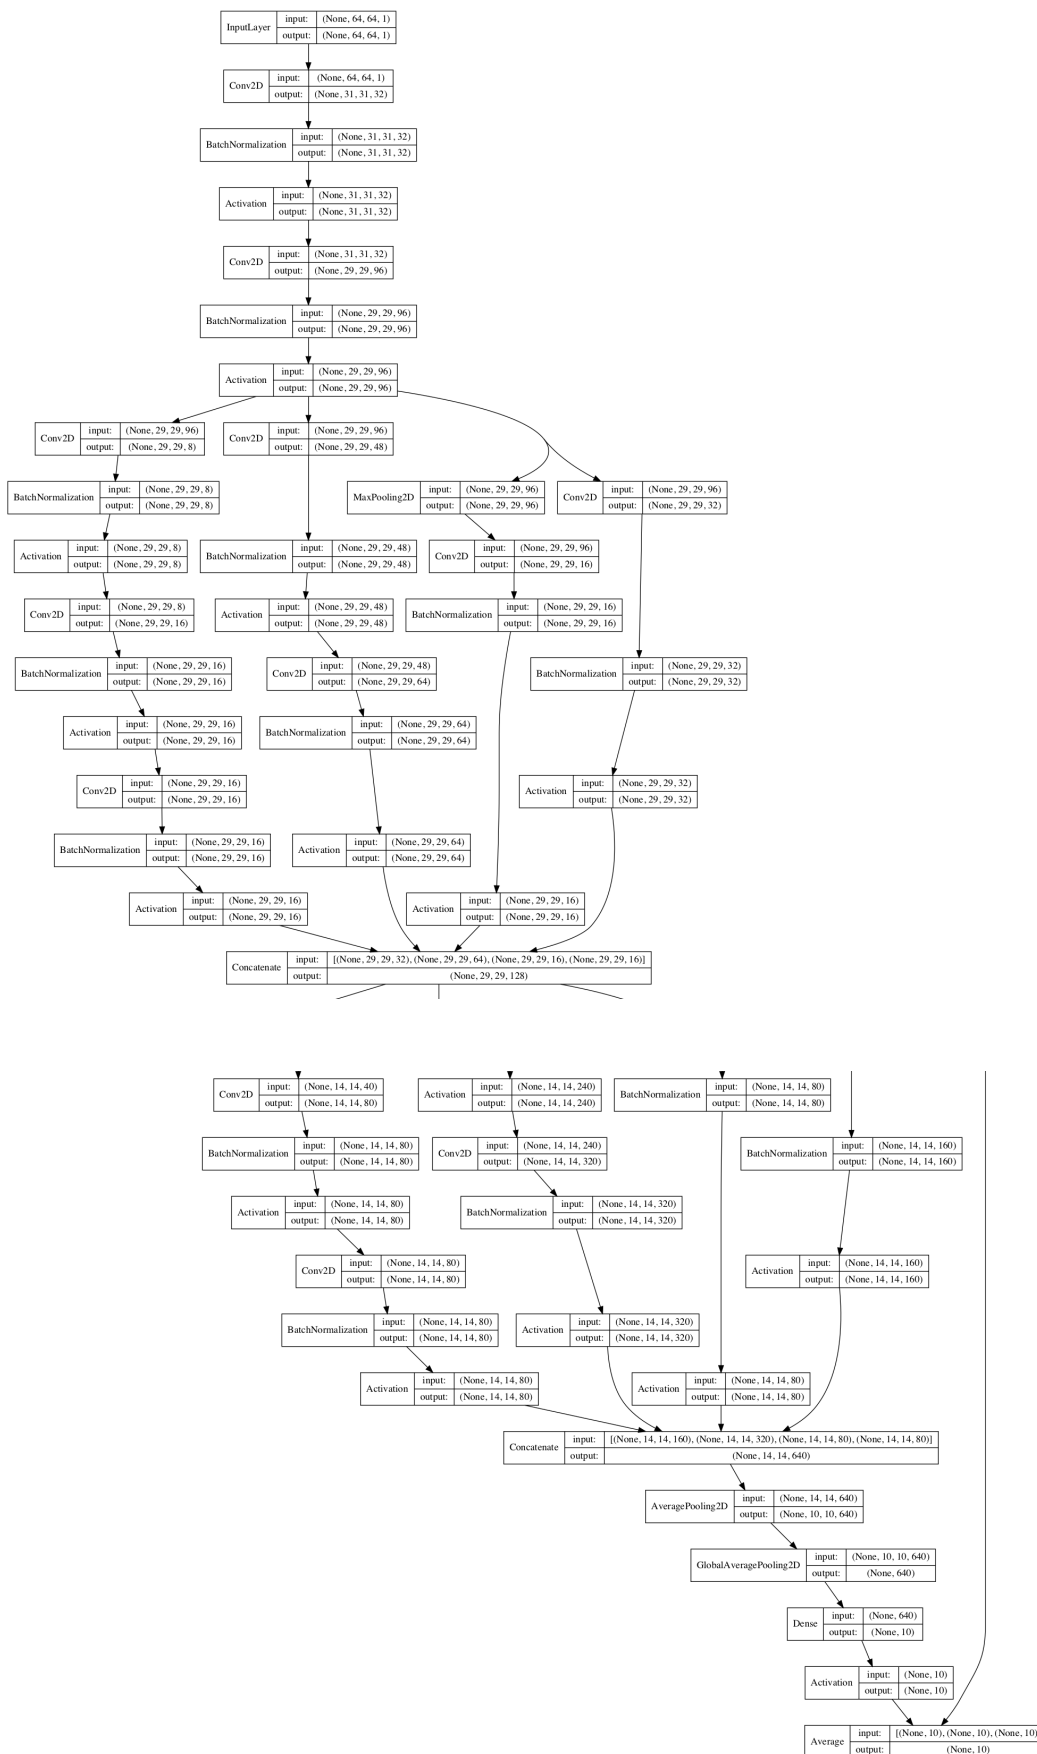 InputLayer
input: (None, 64, 64, 1)
output: (None, 64, 64, 1)
Conv2D
input: (None, 64, 64, 1)
output: (None, 31, 31, 32)
BatchNormalization
input: (None, 31, 31, 32)
output: (None, 31, 31, 32)
Activation
input: (None, 31, 31, 32)
output: (None, 31, 31, 32)
Conv2D
input: (None, 31, 31, 32)
output: (None, 29, 29, 96)
BatchNormalization
input: (None, 29, 29, 96)
output: (None, 29, 29, 96)
Activation
input: (None, 29, 29, 96)
output: (None, 29, 29, 96)
Conv2D
input: (None, 29, 29, 96)
output: (None, 29, 29, 8)
Conv2D
input: (None, 29, 29, 96)
output: (None, 29, 29, 48)
BatchNormalization
input: (None, 29, 29, 8)
output: (None, 29, 29, 8)
MaxPooling2D
input: (None, 29, 29, 96)
output: (None, 29, 29, 96)
Conv2D
input: (None, 29, 29, 96)
output: (None, 29, 29, 32)
Activation
input: (None, 29, 29, 8)
output: (None, 29, 29, 8)
BatchNormalization
input: (None, 29, 29, 48)
output: (None, 29, 29, 48)
Conv2D
input: (None, 29, 29, 96)
output: (None, 29, 29, 16)
Conv2D
input: (None, 29, 29, 8)
output: (None, 29, 29, 16)
Activation
input: (None, 29, 29, 48)
output: (None, 29, 29, 48)
BatchNormalization
input: (None, 29, 29, 16)
output: (None, 29, 29, 16)
BatchNormalization
input: (None, 29, 29, 16)
output: (None, 29, 29, 16)
Conv2D
input: (None, 29, 29, 48)
output: (None, 29, 29, 64)
BatchNormalization
input: (None, 29, 29, 32)
output: (None, 29, 29, 32)
Activation
input: (None, 29, 29, 16)
output: (None, 29, 29, 16)
BatchNormalization
input: (None, 29, 29, 64)
output: (None, 29, 29, 64)
Conv2D
input: (None, 29, 29, 16)
output: (None, 29, 29, 16)
Activation
input: (None, 29, 29, 32)
output: (None, 29, 29, 32)
BatchNormalization
input: (None, 29, 29, 16)
output: (None, 29, 29, 16)
Activation
input: (None, 29, 29, 64)
output: (None, 29, 29, 64)
Activation
input: (None, 29, 29, 16)
output: (None, 29, 29, 16)
Activation
input: (None, 29, 29, 16)
output: (None, 29, 29, 16)
Concatenate
input: [(None, 29, 29, 32), (None, 29, 29, 64), (None, 29, 29, 16), (None, 29, 29, 16)]
output: (None, 29, 29, 128)
Conv2D
input: (None, 14, 14, 40)
output: (None, 14, 14, 80)
Activation
input: (None, 14, 14, 240)
output: (None, 14, 14, 240)
BatchNormalization
input: (None, 14, 14, 80)
output: (None, 14, 14, 80)
BatchNormalization
input: (None, 14, 14, 80)
output: (None, 14, 14, 80)
Conv2D
input: (None, 14, 14, 240)
output: (None, 14, 14, 320)
BatchNormalization
input: (None, 14, 14, 160)
output: (None, 14, 14, 160)
Activation
input: (None, 14, 14, 80)
output: (None, 14, 14, 80)
BatchNormalization
input: (None, 14, 14, 320)
output: (None, 14, 14, 320)
Conv2D
input: (None, 14, 14, 80)
output: (None, 14, 14, 80)
Activation
input: (None, 14, 14, 160)
output: (None, 14, 14, 160)
BatchNormalization
input: (None, 14, 14, 80)
output: (None, 14, 14, 80)
Activation
input: (None, 14, 14, 320)
output: (None, 14, 14, 320)
Activation
input: (None, 14, 14, 80)
output: (None, 14, 14, 80)
Activation
input: (None, 14, 14, 80)
output: (None, 14, 14, 80)
Concatenate
input: [(None, 14, 14, 160), (None, 14, 14, 320), (None, 14, 14, 80), (None, 14, 14, 80)]
output: (None, 14, 14, 640)
AveragePooling2D
input: (None, 14, 14, 640)
output: (None, 10, 10, 640)
GlobalAveragePooling2D
input: (None, 10, 10, 640)
output: (None, 640)
Dense
input: (None, 640)
output: (None, 10)
Activation
input: (None, 10)
output: (None, 10)
Average
input: [(None, 10), (None, 10), (None, 10)
output: (None, 10)